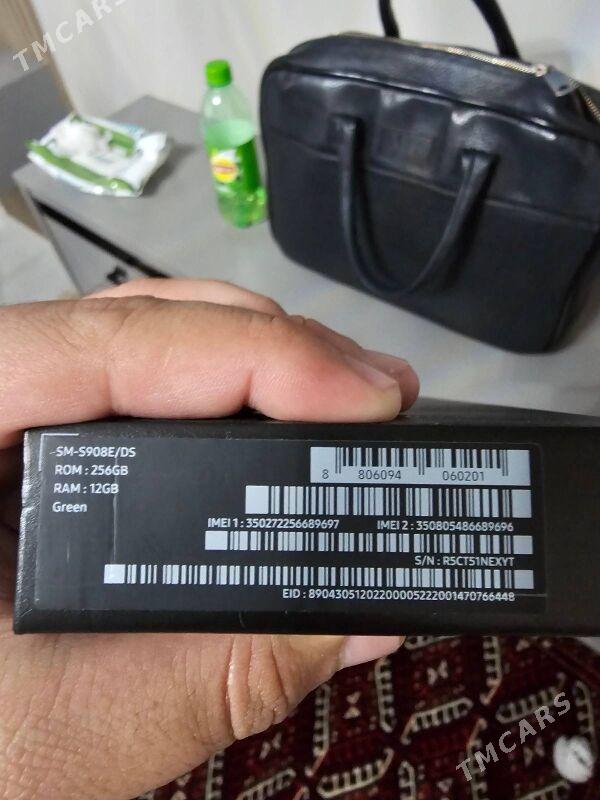 TMCARS
SM-S908E/DS
ROM : 256GB
RAM : 12GB
Green
8 806094 060201
IMEI 1 : 350272256689697 IMEI 2 : 350805486689696
S/N : R5CT51NEXYT
EID : 89043051202200005222001470766448
TMCARS